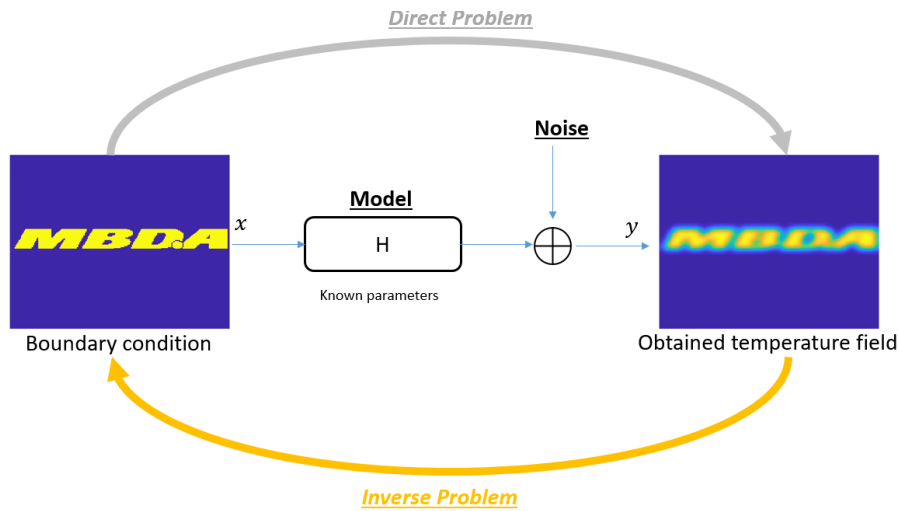 Direct Problem
Noise
Model
MBDA
x
H
y
MBDA
Known parameters
Boundary condition
Obtained temperature field
Inverse Problem